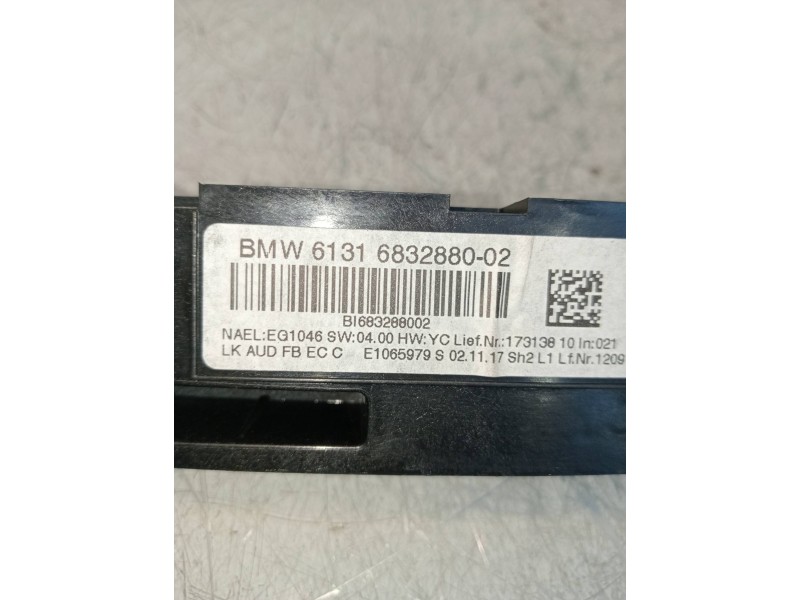 BMW 6131 6832880-02
BI683288002
NAEL:EG1046 SW:04.00 HW:YC Lief.Nr.:173138 10 In:021
LK AUD FB EC C E1065979 S 02.11.17 Sh2 L1 Lf.Nr.1209